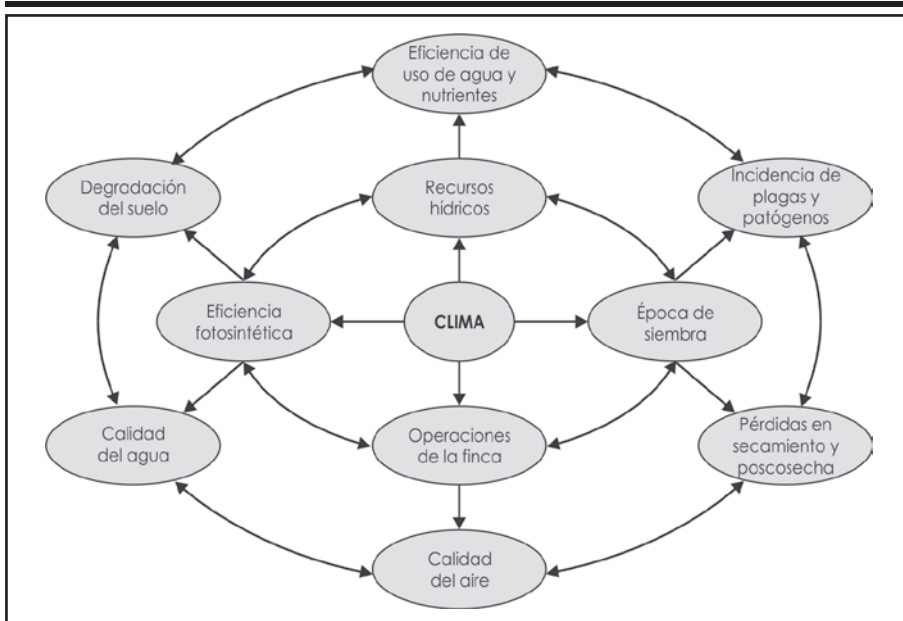 Eficiencia de
uso de agua y
nutrientes
Degradación
del suelo
Recursos
hídricos
Incidencia de
plagas y
patógenos
Eficiencia
fotosintética
CLIMA
Época de
siembra
Calidad
del agua
Operaciones
de la finca
Pérdidas en
secamiento y
poscosecha
Calidad
del aire